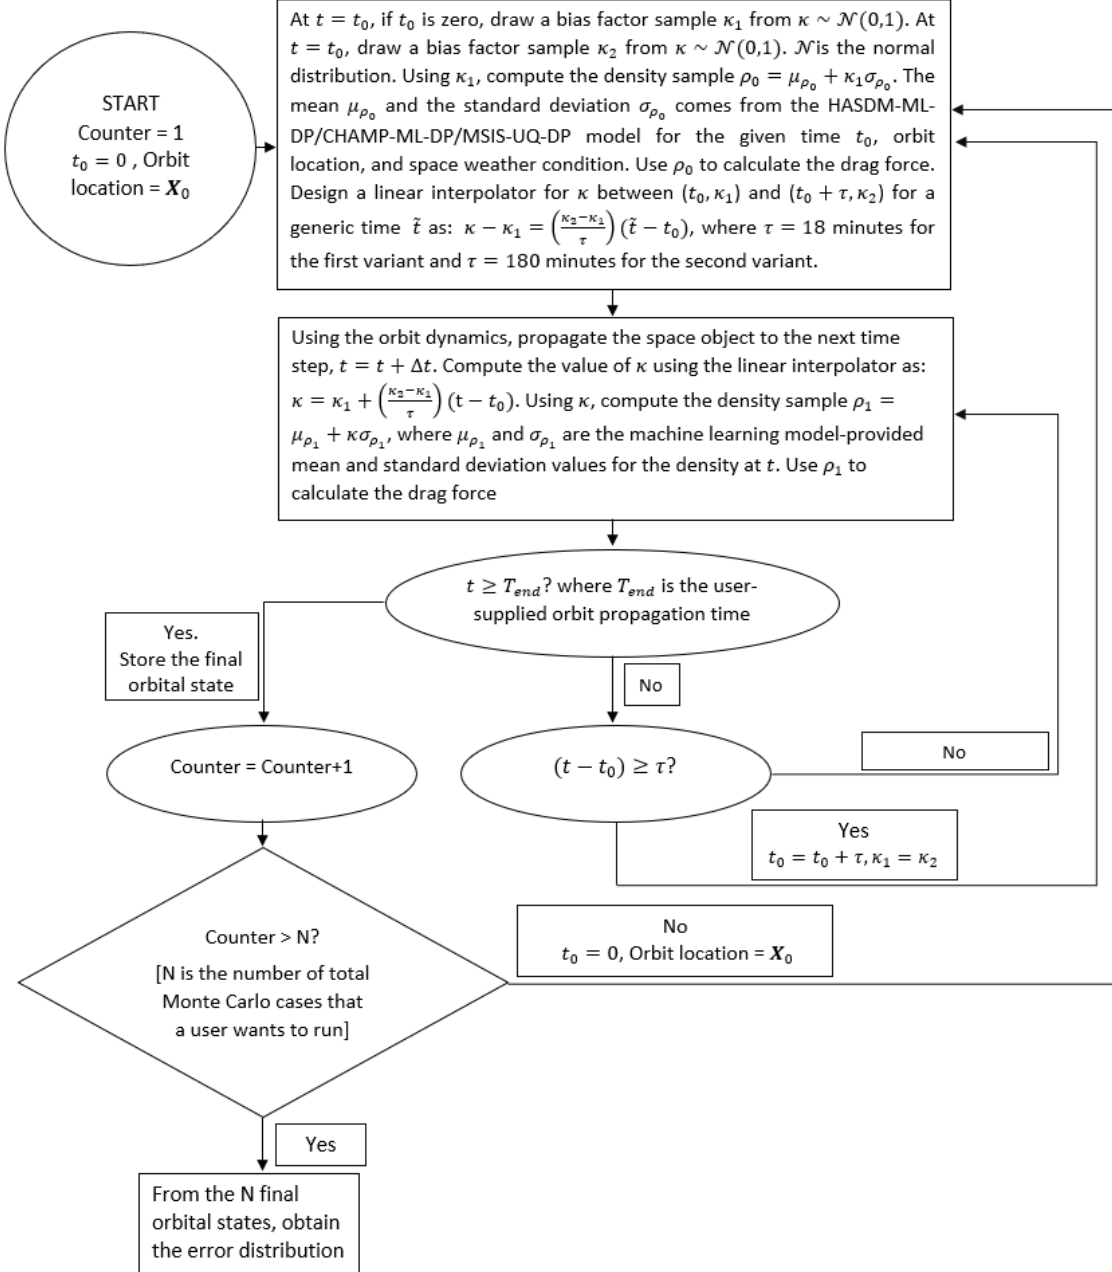 START
Counter = 1
t₀ = 0 , Orbit
location = X₀
At t = t₀, if t₀ is zero, draw a bias factor sample κ₁ from κ ~ 𝒩(0,1). At
t = t₀, draw a bias factor sample κ₂ from κ ~ 𝒩(0,1). 𝒩is the normal
distribution. Using κ₁, compute the density sample ρ₀ = μ_ρ₀ + κ₁σ_ρ₀. The
mean μ_ρ₀ and the standard deviation σ_ρ₀ comes from the HASDM-ML-
DP/CHAMP-ML-DP/MSIS-UQ-DP model for the given time t₀, orbit
location, and space weather condition. Use ρ₀ to calculate the drag force.
Design a linear interpolator for κ between (t₀, κ₁) and (t₀ + τ, κ₂) for a
generic time t̃ as: κ − κ₁ = ((κ₂−κ₁)/τ) (t̃ − t₀), where τ = 18 minutes for
the first variant and τ = 180 minutes for the second variant.
Using the orbit dynamics, propagate the space object to the next time
step, t = t + Δt. Compute the value of κ using the linear interpolator as:
κ = κ₁ + ((κ₂−κ₁)/τ) (t − t₀). Using κ, compute the density sample ρ₁ =
μ_ρ₁ + κσ_ρ₁, where μ_ρ₁ and σ_ρ₁ are the machine learning model-provided
mean and standard deviation values for the density at t. Use ρ₁ to
calculate the drag force
t ≥ T_end? where T_end is the user-
supplied orbit propagation time
Yes.
Store the final
orbital state
No
Counter = Counter+1
(t − t₀) ≥ τ?
No
Yes
t₀ = t₀ + τ, κ₁ = κ₂
Counter > N?
[N is the number of total
Monte Carlo cases that
a user wants to run]
No
t₀ = 0, Orbit location = X₀
Yes
From the N final
orbital states, obtain
the error distribution